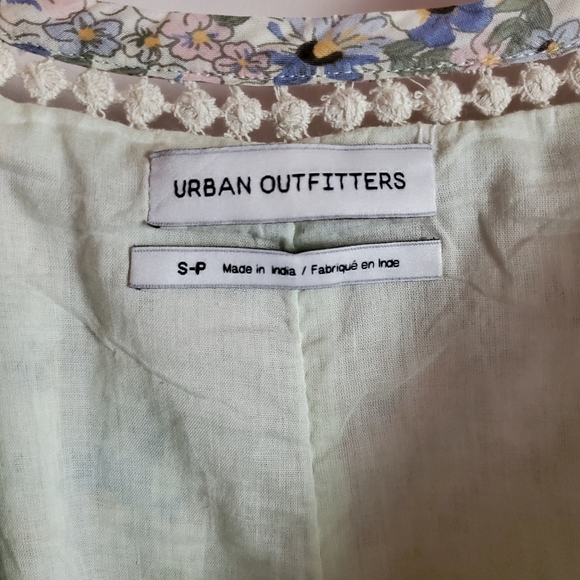 URBAN OUTFITTERS
S-P Made in India / Fabriqué en Inde